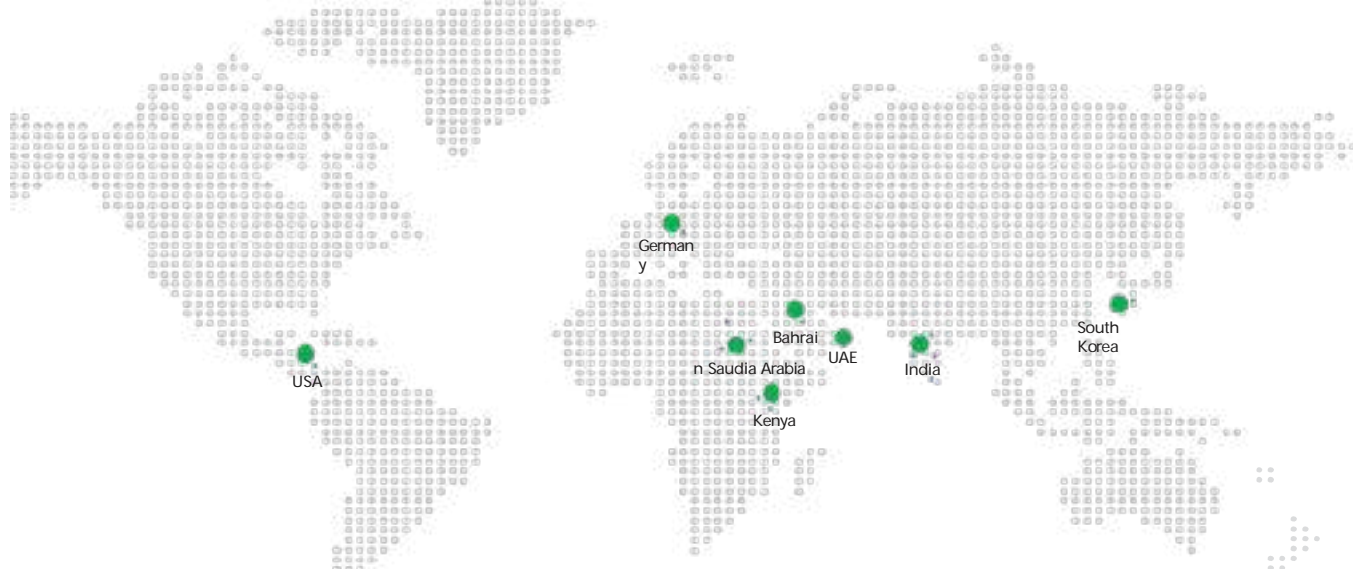 German
y
South
Korea
Bahrai
UAE
n Saudia Arabia
India
USA
Kenya